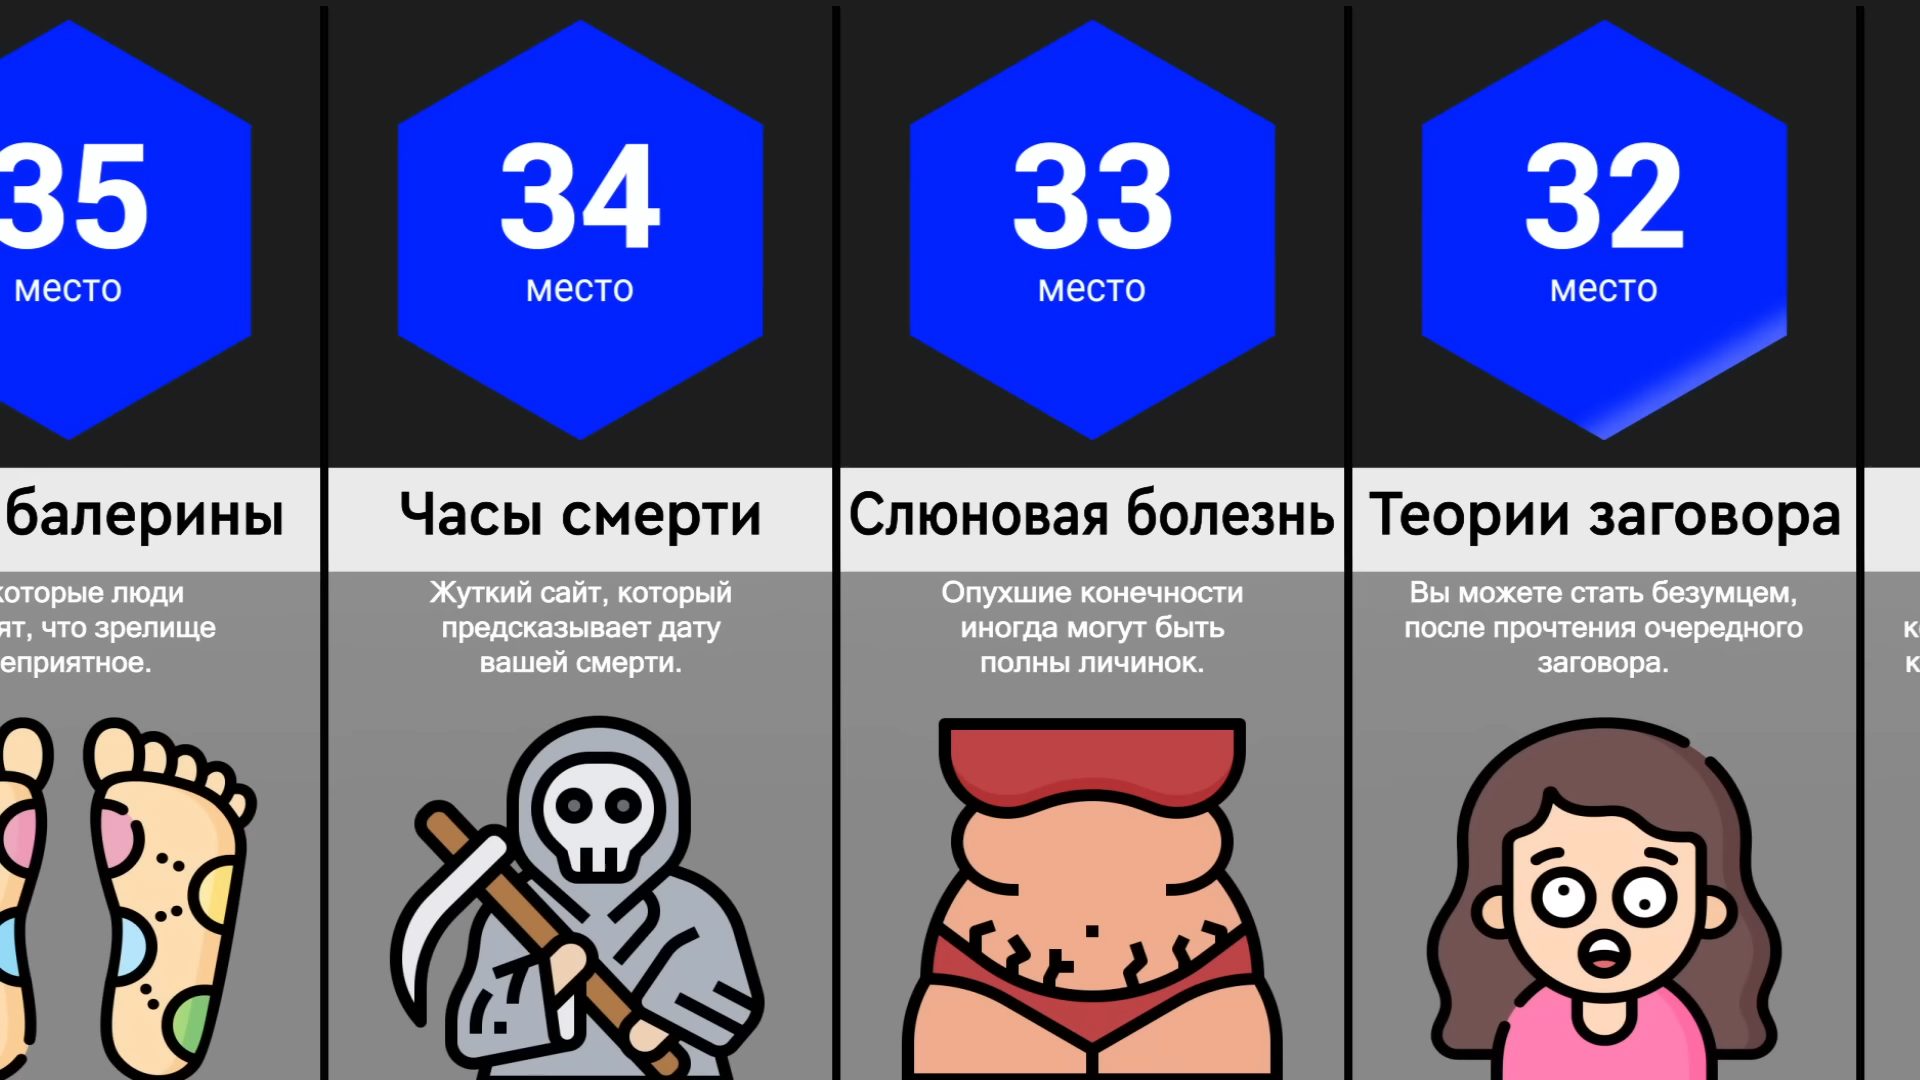 35
место
балерины
которые люди
что зрелище
34
место
Часы смерти
Жуткий сайт, который
предсказывает дату
вашей смерти.
33
место
Слюновая болезнь
Опухшие конечности
иногда могут быть
полны личинок.
32
место
Теории заговора
Вы можете стать безумцем,
после прочтения очередного
заговора.